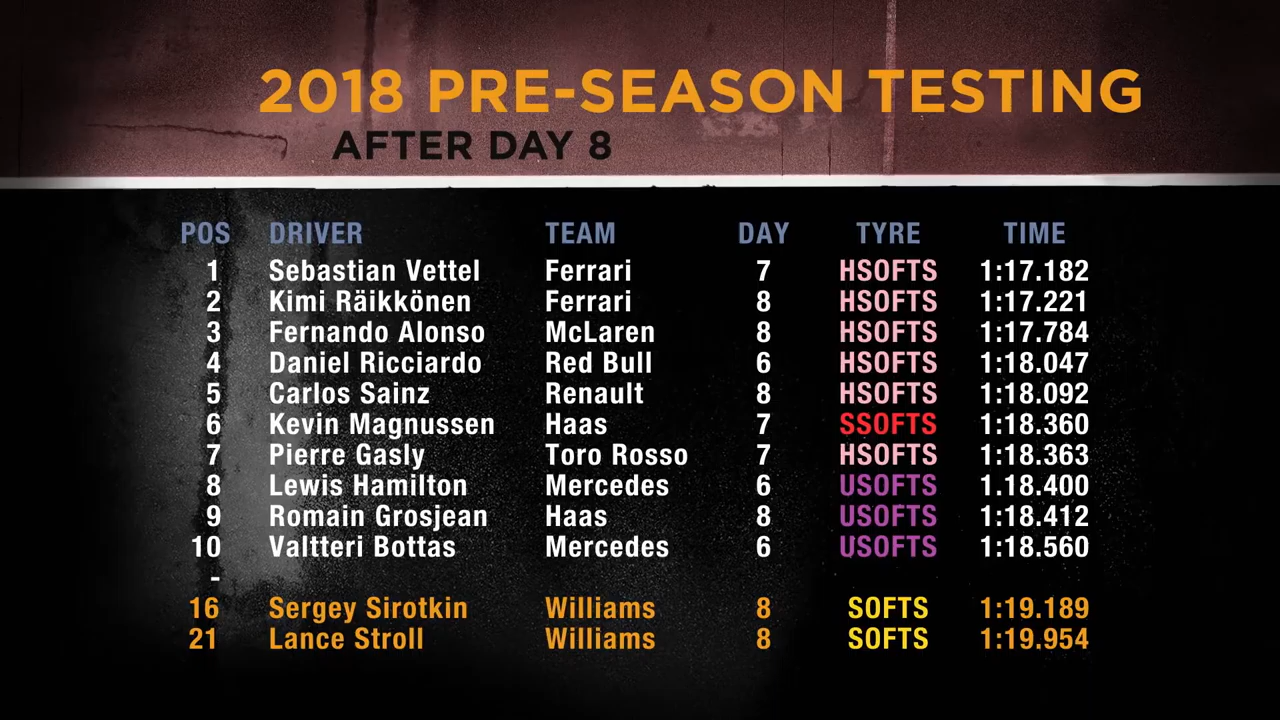 2018 PRE-SEASON TESTING
AFTER DAY 8
POS DRIVER TEAM DAY TYRE TIME
1 Sebastian Vettel Ferrari 7 HSOFTS 1:17.182
2 Kimi Räikkönen Ferrari 8 HSOFTS 1:17.221
3 Fernando Alonso McLaren 8 HSOFTS 1:17.784
4 Daniel Ricciardo Red Bull 6 HSOFTS 1:18.047
5 Carlos Sainz Renault 8 HSOFTS 1:18.092
6 Kevin Magnussen Haas 7 SSOFTS 1:18.360
7 Pierre Gasly Toro Rosso 7 HSOFTS 1:18.363
8 Lewis Hamilton Mercedes 6 USOFTS 1.18.400
9 Romain Grosjean Haas 8 USOFTS 1:18.412
10 Valtteri Bottas Mercedes 6 USOFTS 1:18.560
-
16 Sergey Sirotkin Williams 8 SOFTS 1:19.189
21 Lance Stroll Williams 8 SOFTS 1:19.954